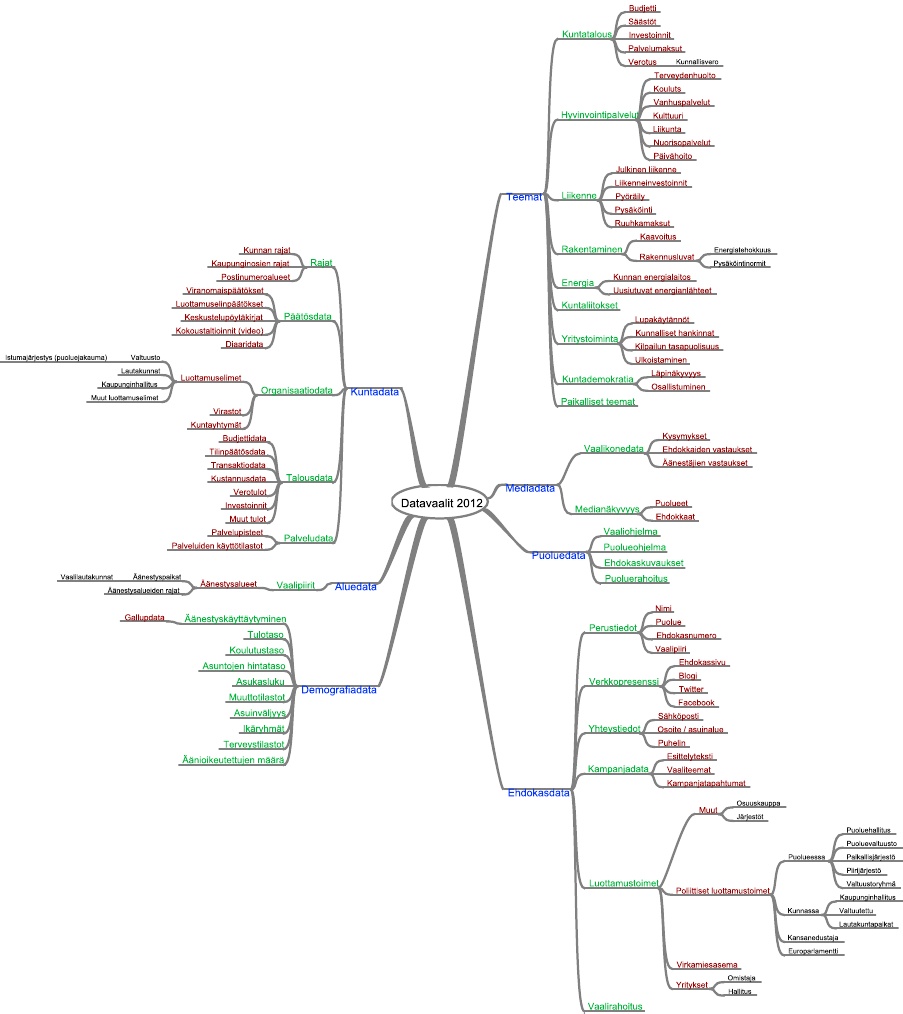 Datavaalit 2012
Teemat
Kuntatalous
Budjetti
Säästöt
Investoinnit
Palvelumaksut
Verotus
Kunnallisvero
Hyvinvointipalvelut
Terveydenhuolto
Kouluts
Vanhuspalvelut
Kulttuuri
Liikunta
Nuorisopalvelut
Päivähoito
Liikenne
Julkinen liikenne
Liikenneinvestoinnit
Pyöräily
Pysäköinti
Ruuhkamaksut
Rakentaminen
Kaavoitus
Rakennusluvat
Energiatehokkuus
Pysäköintinormit
Energia
Kunnan energialaitos
Uusiutuvat energianlähteet
Kuntaliitokset
Yritystoiminta
Lupakäytännöt
Kunnalliset hankinnat
Kilpailun tasapuolisuus
Ulkoistaminen
Kuntademokratia
Läpinäkyvyys
Osallistuminen
Paikalliset teemat
Mediadata
Vaalikonedata
Kysymykset
Ehdokkaiden vastaukset
Äänestäjien vastaukset
Medianäkyvyys
Puolueet
Ehdokkaat
Puoluedata
Vaaliohjelma
Puolueohjelma
Ehdokaskuvaukset
Puoluerahoitus
Ehdokasdata
Perustiedot
Nimi
Puolue
Ehdokasnumero
Vaalipiiri
Verkkopresenssi
Ehdokassivu
Blogi
Twitter
Facebook
Yhteystiedot
Sähköposti
Osoite / asuinalue
Puhelin
Kampanjadata
Esittelyteksti
Vaaliteemat
Kampanjatapahtumat
Luottamustoimet
Muut
Osuuskauppa
Järjestöt
Poliittiset luottamustoimet
Puolueessa
Puoluehallitus
Puoluevaltuusto
Paikallisjärjestö
Piirijärjestö
Valtuustoryhmä
Kunnassa
Kaupunginhallitus
Valtuutettu
Lautakuntapaikat
Kansanedustaja
Europarlamentti
Virkamiesasema
Yritykset
Omistaja
Hallitus
Vaalirahoitus
Kuntadata
Rajat
Kunnan rajat
Kaupunginosien rajat
Postinumeroalueet
Päätösdata
Viranomaispäätökset
Luottamuselinpäätökset
Keskustelupöytäkirjat
Kokoustaltioinnit (video)
Diaaridata
Organisaatiodata
Luottamuselimet
Valtuusto
Istumajärjestys (puoluejakauma)
Lautakunnat
Kaupunginhallitus
Muut luottamuselimet
Virastot
Kuntayhtymät
Talousdata
Budjettidata
Tilinpäätösdata
Transaktiodata
Kustannusdata
Verotulot
Investoinnit
Muut tulot
Palveludata
Palvelupisteet
Palveluiden käyttötilastot
Aluedata
Vaalipiirit
Äänestysalueet
Äänestyspaikat
Vaalilautakunnat
Äänestysalueiden rajat
Demografiadata
Äänestyskäyttäytyminen
Gallupdata
Tulotaso
Koulutustaso
Asuntojen hintataso
Asukasluku
Muuttotilastot
Asuinväljyys
Ikäryhmät
Terveystilastot
Äänioikeutettujen määrä